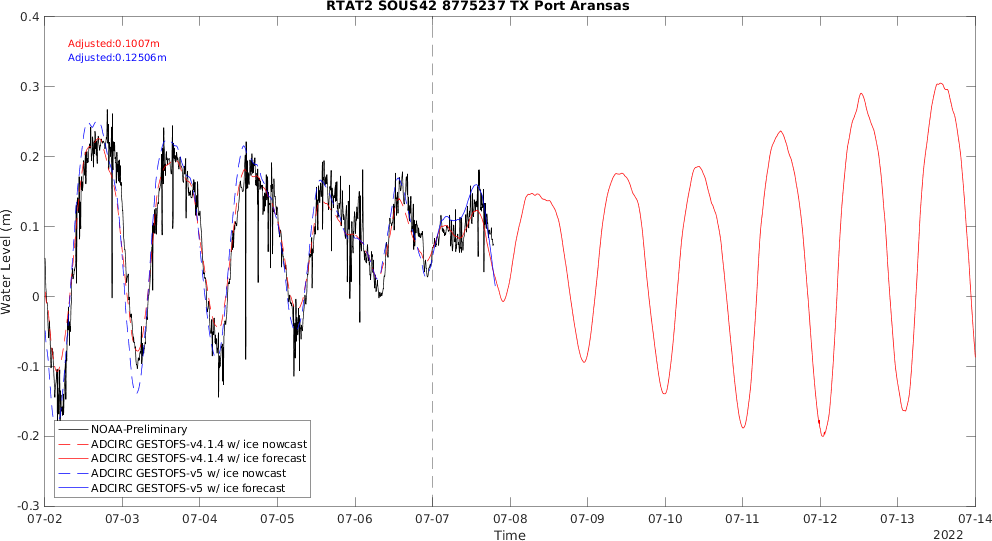 RTAT2 SOUS42 8775237 TX Port Aransas
Adjusted:0.1007m
Adjusted:0.12506m
0.4
0.3
0.2
0.1
0
-0.1
-0.2
-0.3
Water Level (m)
NOAA-Preliminary
ADCIRC GESTOFS-v4.1.4 w/ ice nowcast
ADCIRC GESTOFS-v4.1.4 w/ ice forecast
ADCIRC GESTOFS-v5 w/ ice nowcast
ADCIRC GESTOFS-v5 w/ ice forecast
07-02 07-03 07-04 07-05 07-06 07-07 07-08 07-09 07-10 07-11 07-12 07-13 07-14
Time
2022